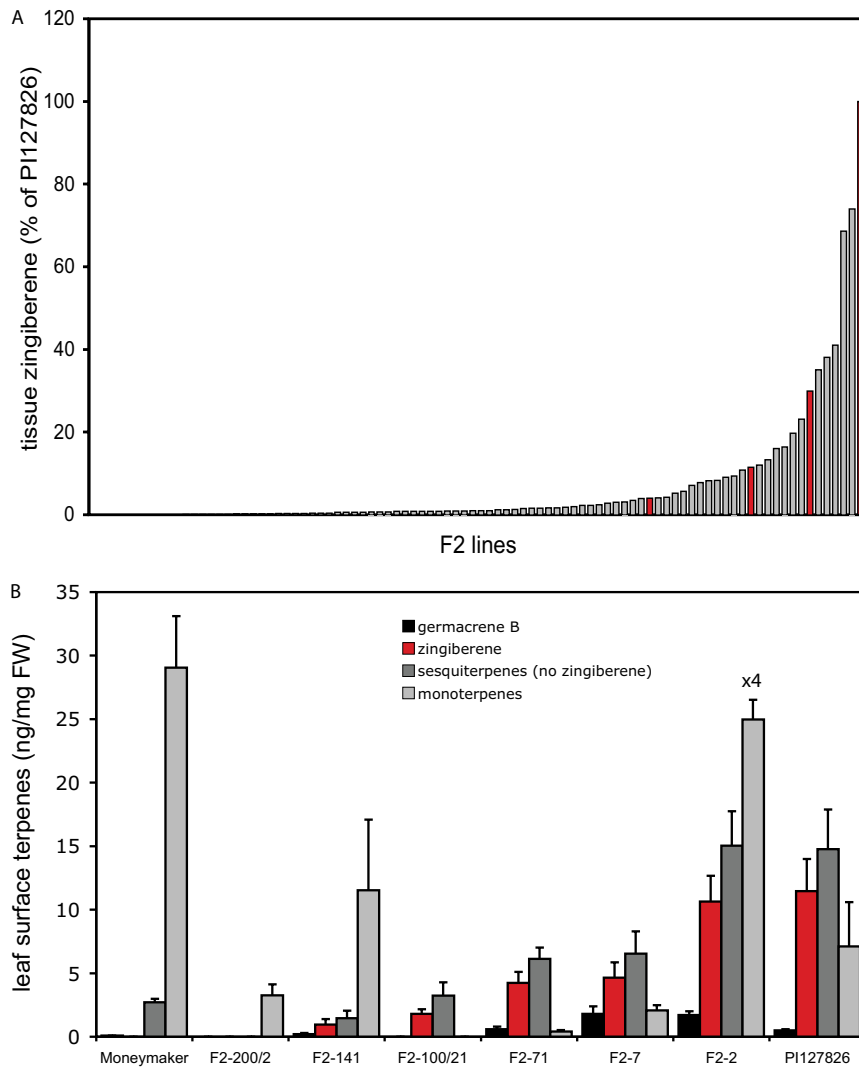 A
tissue zingiberene (% of PI127826)
120
100
80
60
40
20
0
F2 lines
B
leaf surface terpenes (ng/mg FW)
35
30
25
20
15
10
5
0
germacrene B
zingiberene
sesquiterpenes (no zingiberene)
monoterpenes
x4
Moneymaker F2-200/2 F2-141 F2-100/21 F2-71 F2-7 F2-2 PI127826